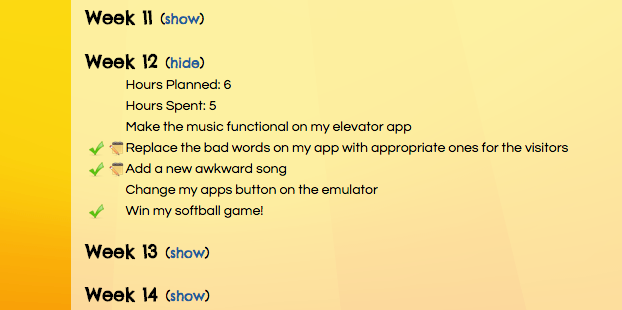 Week 11 (show)
Week 12 (hide)
Hours Planned: 6
Hours Spent: 5
Make the music functional on my elevator app
Replace the bad words on my app with appropriate ones for the visitors
Add a new awkward song
Change my apps button on the emulator
Win my softball game!
Week 13 (show)
Week 14 (show)